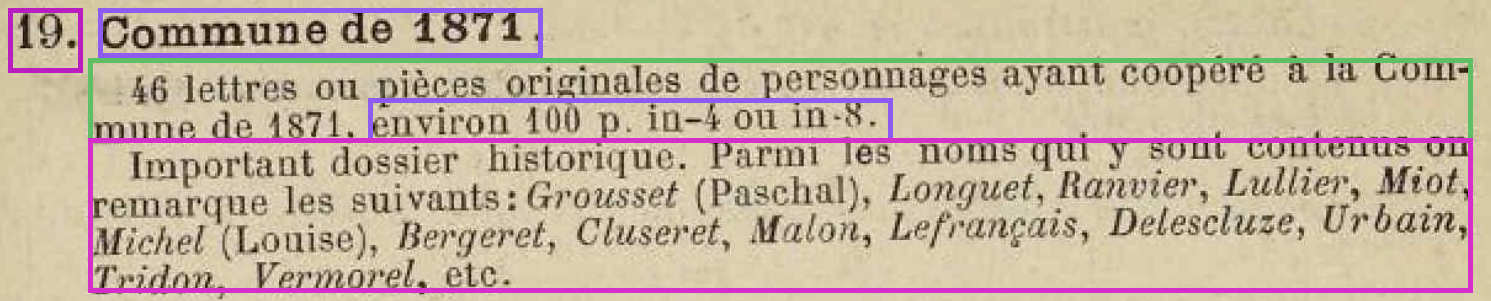 19. Commune de 1871.
46 lettres ou pièces originales de personnages ayant coopéré à la Com-
mune de 1871, environ 100 p. in-4 ou in-8.
Important dossier historique. Parmi les noms qui y sont contenus on
remarque les suivants: Grousset (Paschal), Longuet, Ranvier, Lullier, Miot,
Michel (Louise), Bergeret, Cluseret, Malon, Lefrançais, Delescluze, Urbain,
Tridon, Vermorel, etc.